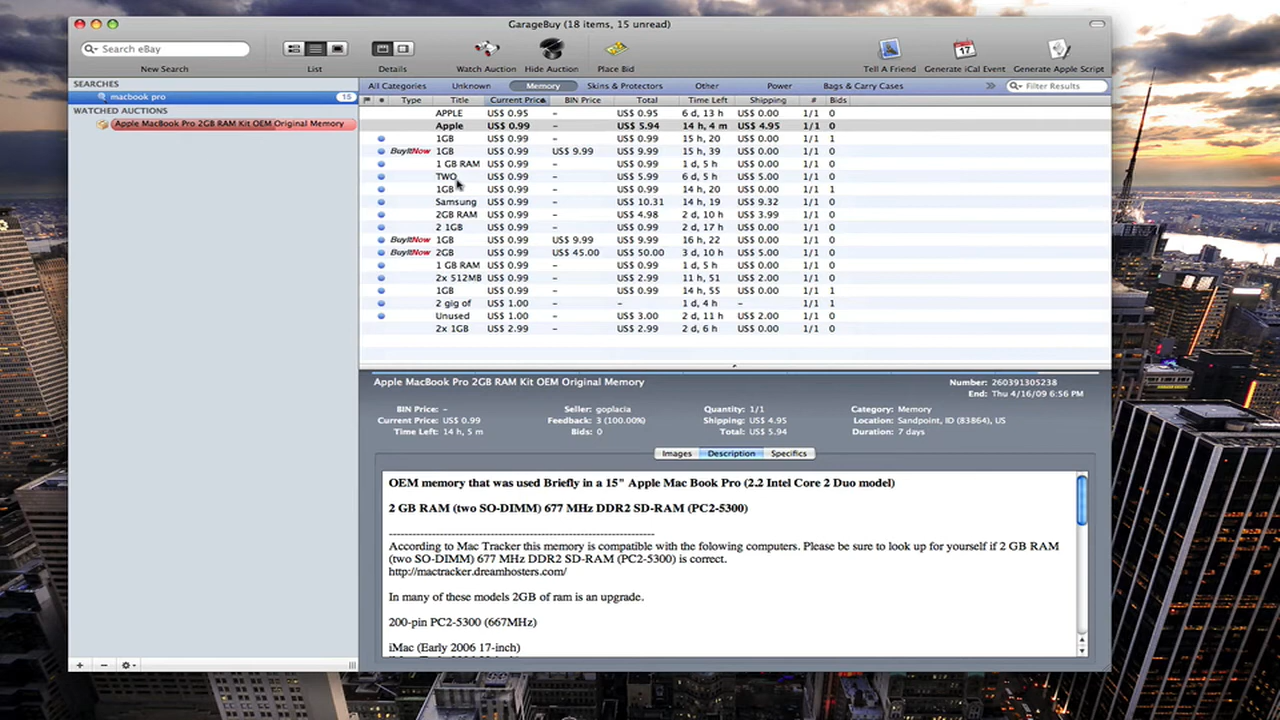 GarageBuy (18 items, 15 unread)
Search eBay
New Search List Details Watch Auction Hide Auction Place Bid Tell A Friend Generate iCal Event Generate Apple Script
17
SEARCHES
macbook pro 15
WATCHED AUCTIONS
Apple MacBook Pro 2GB RAM Kit OEM Original Memory
All Categories Unknown Memory Skins & Protectors Other Power Bags & Carry Cases » Filter Results
Type Title Current Price BIN Price Total Time Left Shipping # Bids
APPLE US$ 0.95 – US$ 0.95 6 d, 13 h US$ 0.00 1/1 0
Apple US$ 0.99 – US$ 5.94 14 h, 4 m US$ 4.95 1/1 0
1GB US$ 0.99 – US$ 0.99 15 h, 20 US$ 0.00 1/1 1
BuyItNow 1GB US$ 0.99 US$ 9.99 US$ 9.99 15 h, 39 US$ 0.00 1/1 0
1 GB RAM US$ 0.99 – US$ 0.99 1 d, 5 h US$ 0.00 1/1 0
TWO US$ 0.99 – US$ 5.99 6 d, 6 h US$ 5.00 1/1 0
1GB US$ 0.99 – US$ 0.99 14 h, 20 US$ 0.00 1/1 1
Samsung US$ 0.99 – US$ 10.31 14 h, 19 US$ 9.32 1/1 0
2GB RAM US$ 0.99 – US$ 4.98 2 d, 10 h US$ 3.99 1/1 0
2 1GB US$ 0.99 – US$ 0.99 2 d, 17 h US$ 0.00 1/1 0
BuyItNow 1GB US$ 0.99 US$ 9.99 US$ 9.99 16 h, 22 US$ 0.00 1/1 0
BuyItNow 2GB US$ 0.99 US$ 45.00 US$ 50.00 3 d, 10 h US$ 5.00 1/1 0
1 GB RAM US$ 0.99 – US$ 0.99 1 d, 5 h US$ 0.00 1/1 0
2x 512MB US$ 0.99 – US$ 2.99 11 h, 51 US$ 2.00 1/1 0
1GB US$ 0.99 – US$ 0.99 14 h, 55 US$ 0.00 1/1 1
2 gig of US$ 1.00 – – 1 d, 4 h – 1/1 1
Unused US$ 1.00 – US$ 3.00 2 d, 11 h US$ 2.00 1/1 0
2x 1GB US$ 2.99 – US$ 2.99 2 d, 6 h US$ 0.00 1/1 0
Apple MacBook Pro 2GB RAM Kit OEM Original Memory Number: 260391305238
End: Thu 4/16/09 6:56 PM
BIN Price: – Seller: goplacia Quantity: 1/1 Category: Memory
Current Price: US$ 0.99 Feedback: 3 (100.00%) Shipping: US$ 4.95 Location: Sandpoint, ID (83864), US
Time Left: 14 h, 5 m Bids: 0 Total: US$ 5.94 Duration: 7 days
Images Description Specifics
OEM memory that was used Briefly in a 15" Apple Mac Book Pro (2.2 Intel Core 2 Duo model)
2 GB RAM (two SO-DIMM) 677 MHz DDR2 SD-RAM (PC2-5300)
----------------------------------------------------------------------
According to Mac Tracker this memory is compatible with the folowing computers. Please be sure to look up for yourself if 2 GB RAM
(two SO-DIMM) 677 MHz DDR2 SD-RAM (PC2-5300) is correct.
http://mactracker.dreamhosters.com/
In many of these models 2GB of ram is an upgrade.
200-pin PC2-5300 (667MHz)
iMac (Early 2006 17-inch)